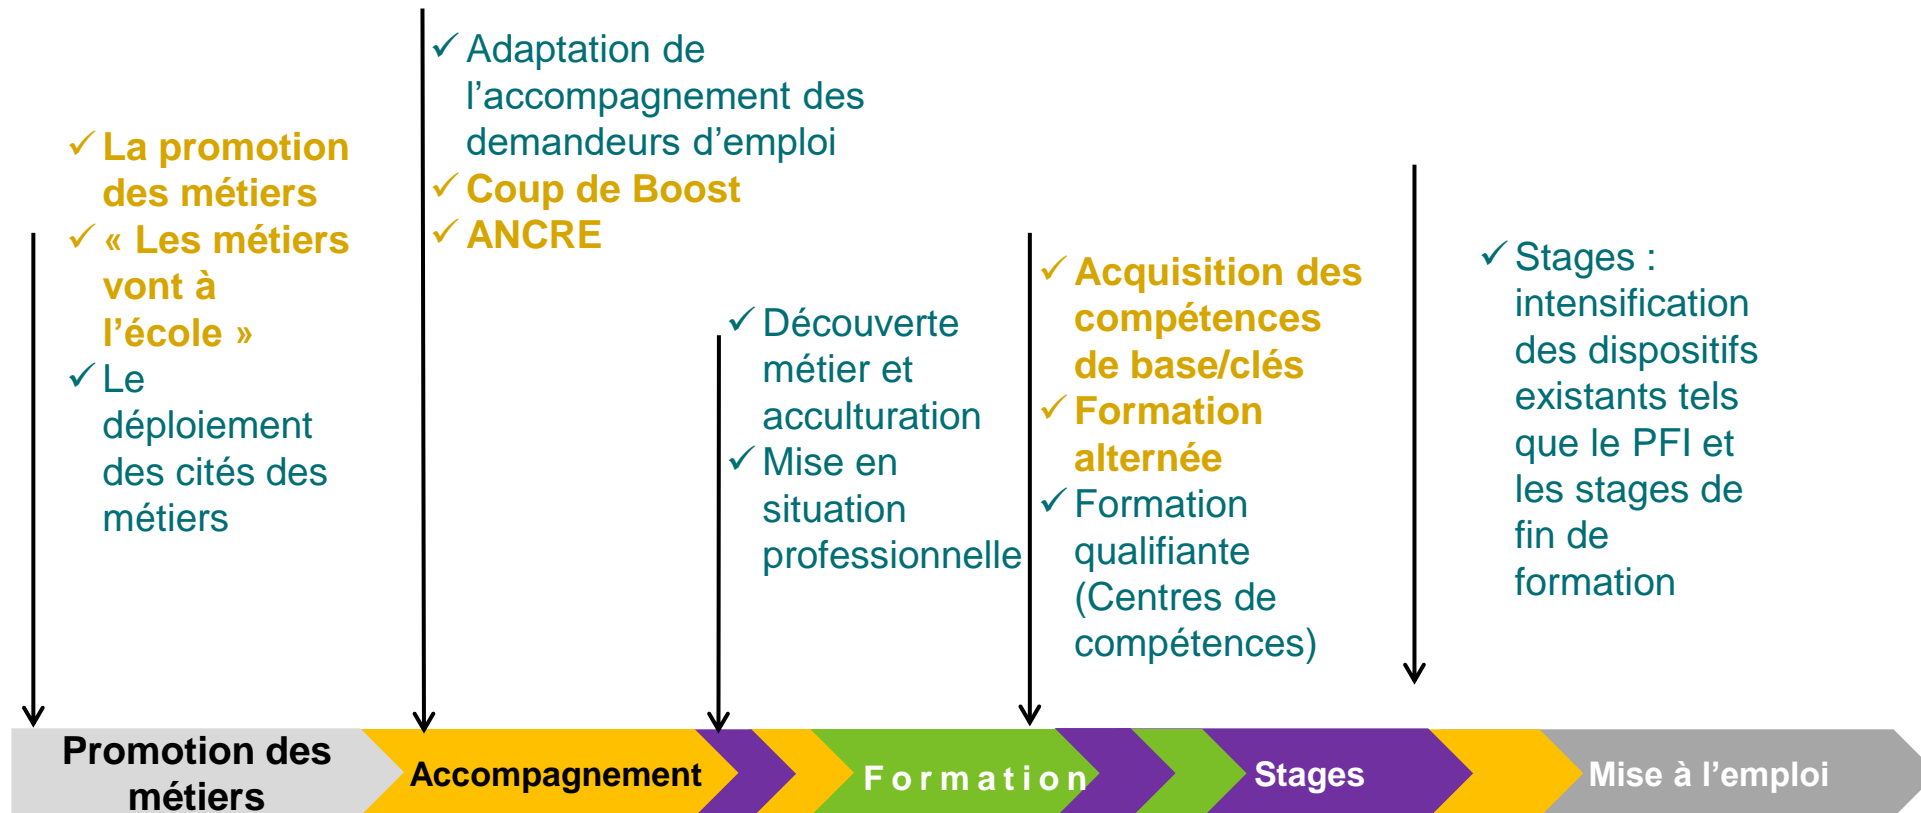 ✓ La promotion
des métiers
✓ « Les métiers
vont à
l’école »
✓ Le
déploiement
des cités des
métiers
✓ Adaptation de
l’accompagnement des
demandeurs d’emploi
✓ Coup de Boost
✓ ANCRE
✓ Découverte
métier et
acculturation
✓ Mise en
situation
professionnelle
✓ Acquisition des
compétences
de base/clés
✓ Formation
alternée
✓ Formation
qualifiante
(Centres de
compétences)
✓ Stages :
intensification
des dispositifs
existants tels
que le PFI et
les stages de
fin de
formation
Promotion des
métiers
Accompagnement
Formation
Stages
Mise à l’emploi